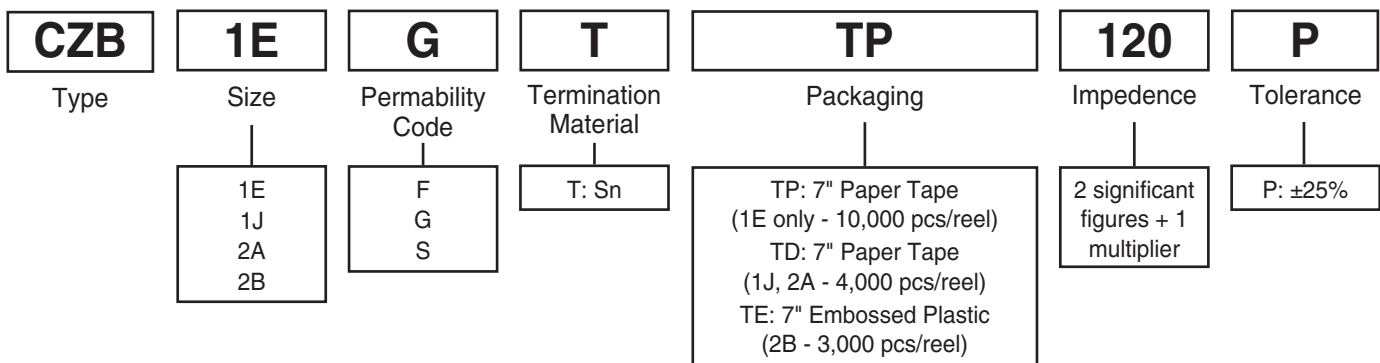 CZB 1E G T TP 120 P
Type Size Permability Code Termination Material Packaging Impedence Tolerance
1E
1J
2A
2B
F
G
S
T: Sn
TP: 7" Paper Tape
(1E only - 10,000 pcs/reel)
TD: 7" Paper Tape
(1J, 2A - 4,000 pcs/reel)
TE: 7" Embossed Plastic
(2B - 3,000 pcs/reel)
2 significant
figures + 1
multiplier
P: ±25%